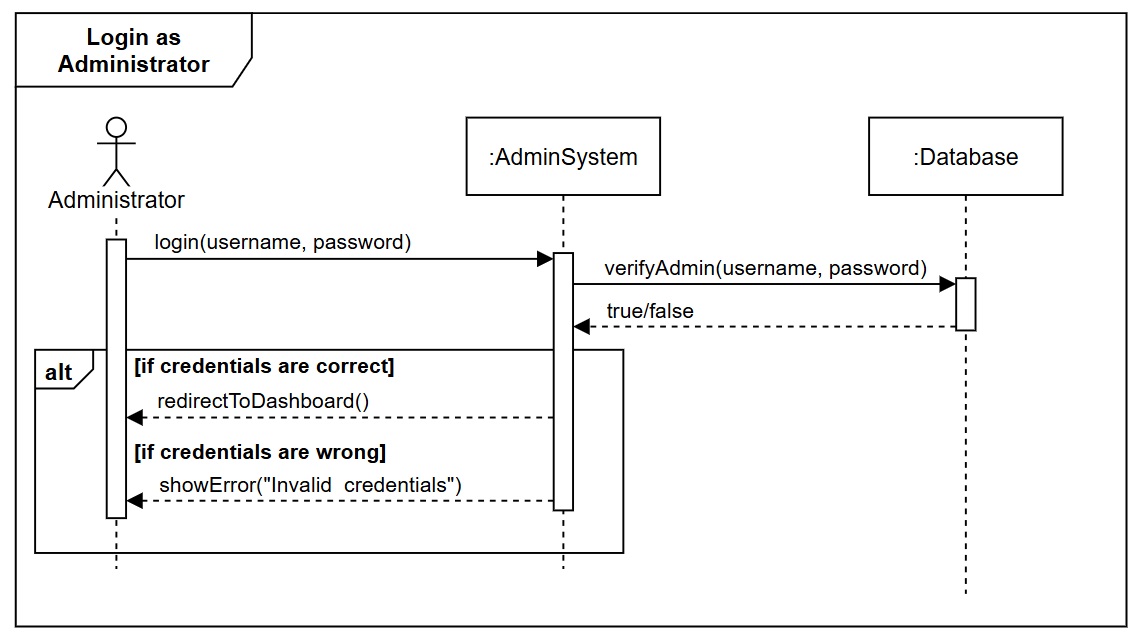 Login as
Administrator
Administrator
:AdminSystem
:Database
login(username, password)
verifyAdmin(username, password)
true/false
alt
[if credentials are correct]
redirectToDashboard()
[if credentials are wrong]
showError("Invalid  credentials")